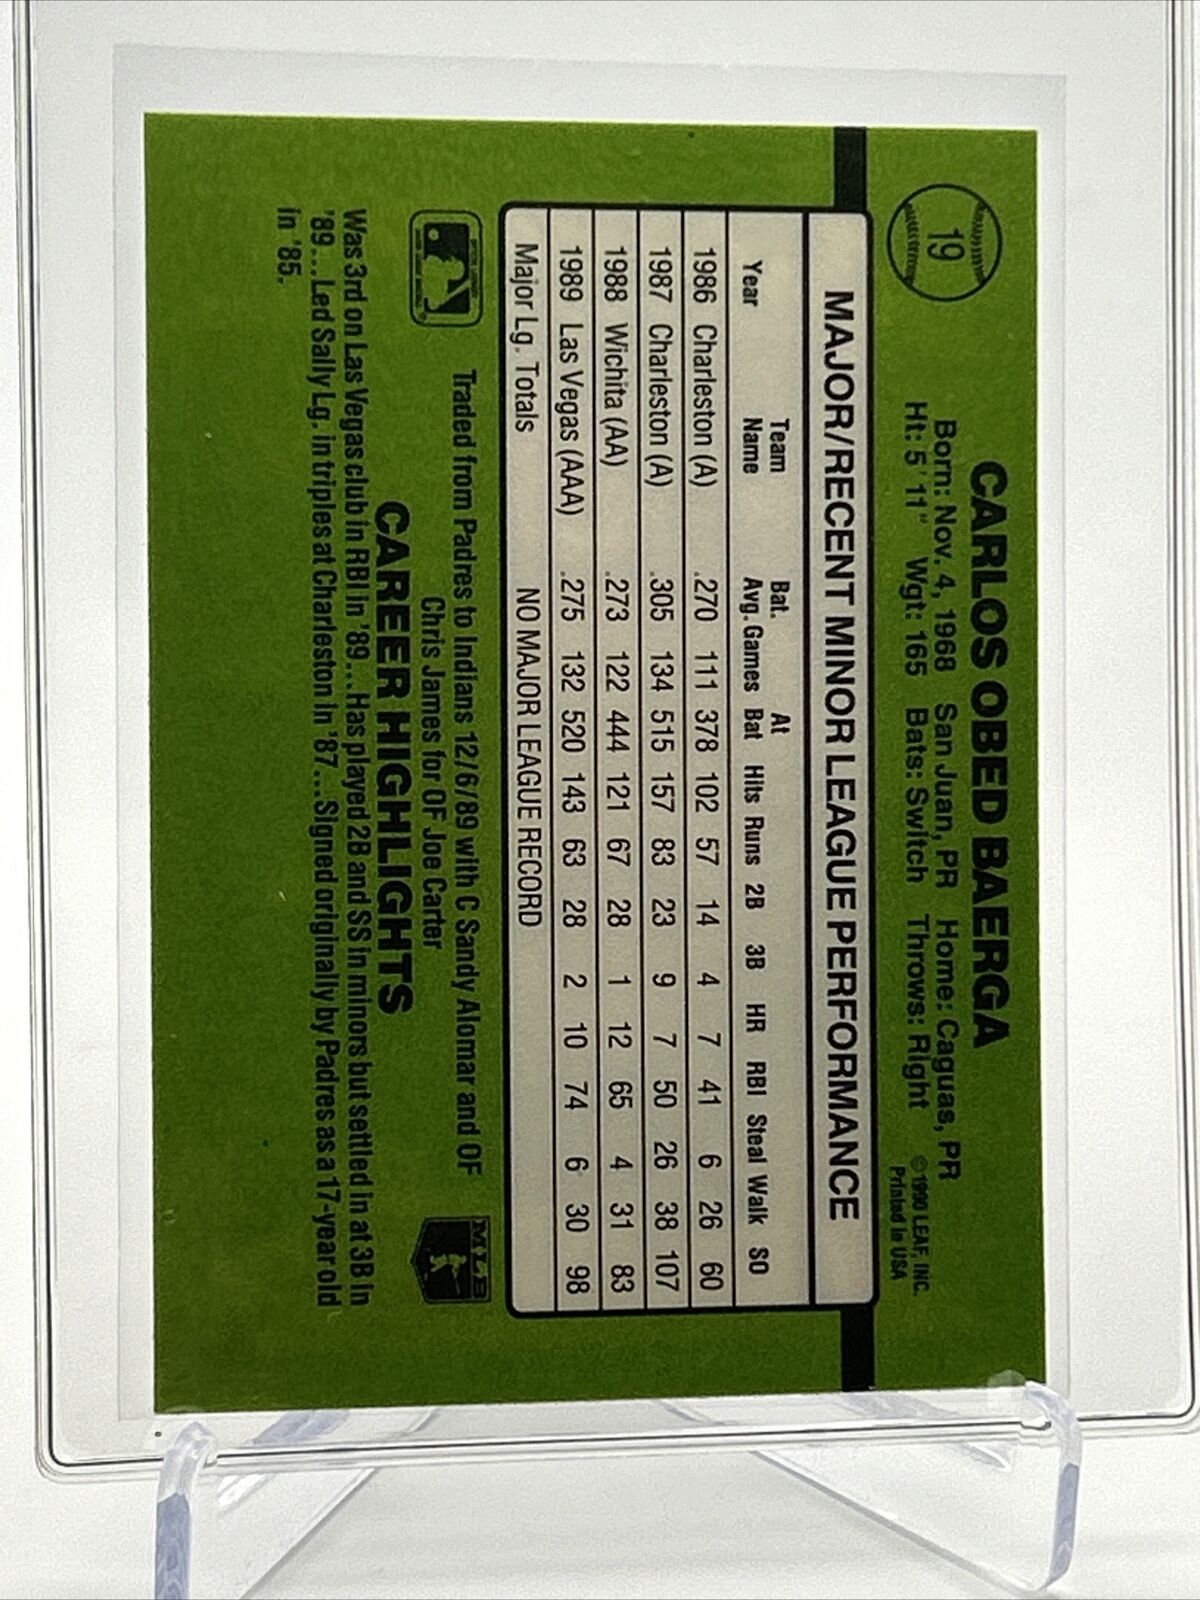 19
CARLOS OBED BAERGA
Born: Nov. 4, 1968 San Juan, PR Home: Caguas, PR
Ht: 5'11" Wgt: 165 Bats: Switch Throws: Right
©1990 LEAF, INC.
Printed in USA
MAJOR/RECENT MINOR LEAGUE PERFORMANCE
Year Team Name Bat. Avg. Games At Bat Hits Runs 2B 3B HR RBI Steal Walk SO
1986 Charleston (A) .270 111 378 102 57 14 4 7 41 6 26 60
1987 Charleston (A) .305 134 515 157 83 23 9 7 50 26 38 107
1988 Wichita (AA) .273 122 444 121 67 28 1 12 65 4 31 83
1989 Las Vegas (AAA) .275 132 520 143 63 28 2 10 74 6 30 98
Major Lg. Totals NO MAJOR LEAGUE RECORD
Traded from Padres to Indians 12/6/89 with C Sandy Alomar and OF
Chris James for OF Joe Carter
MLB
CAREER HIGHLIGHTS
Was 3rd on Las Vegas club in RBI in '89...Has played 2B and SS in minors but settled in at 3B in
'89...Led Sally Lg. in triples at Charleston in '87...Signed originally by Padres as a 17-year old
in '85.